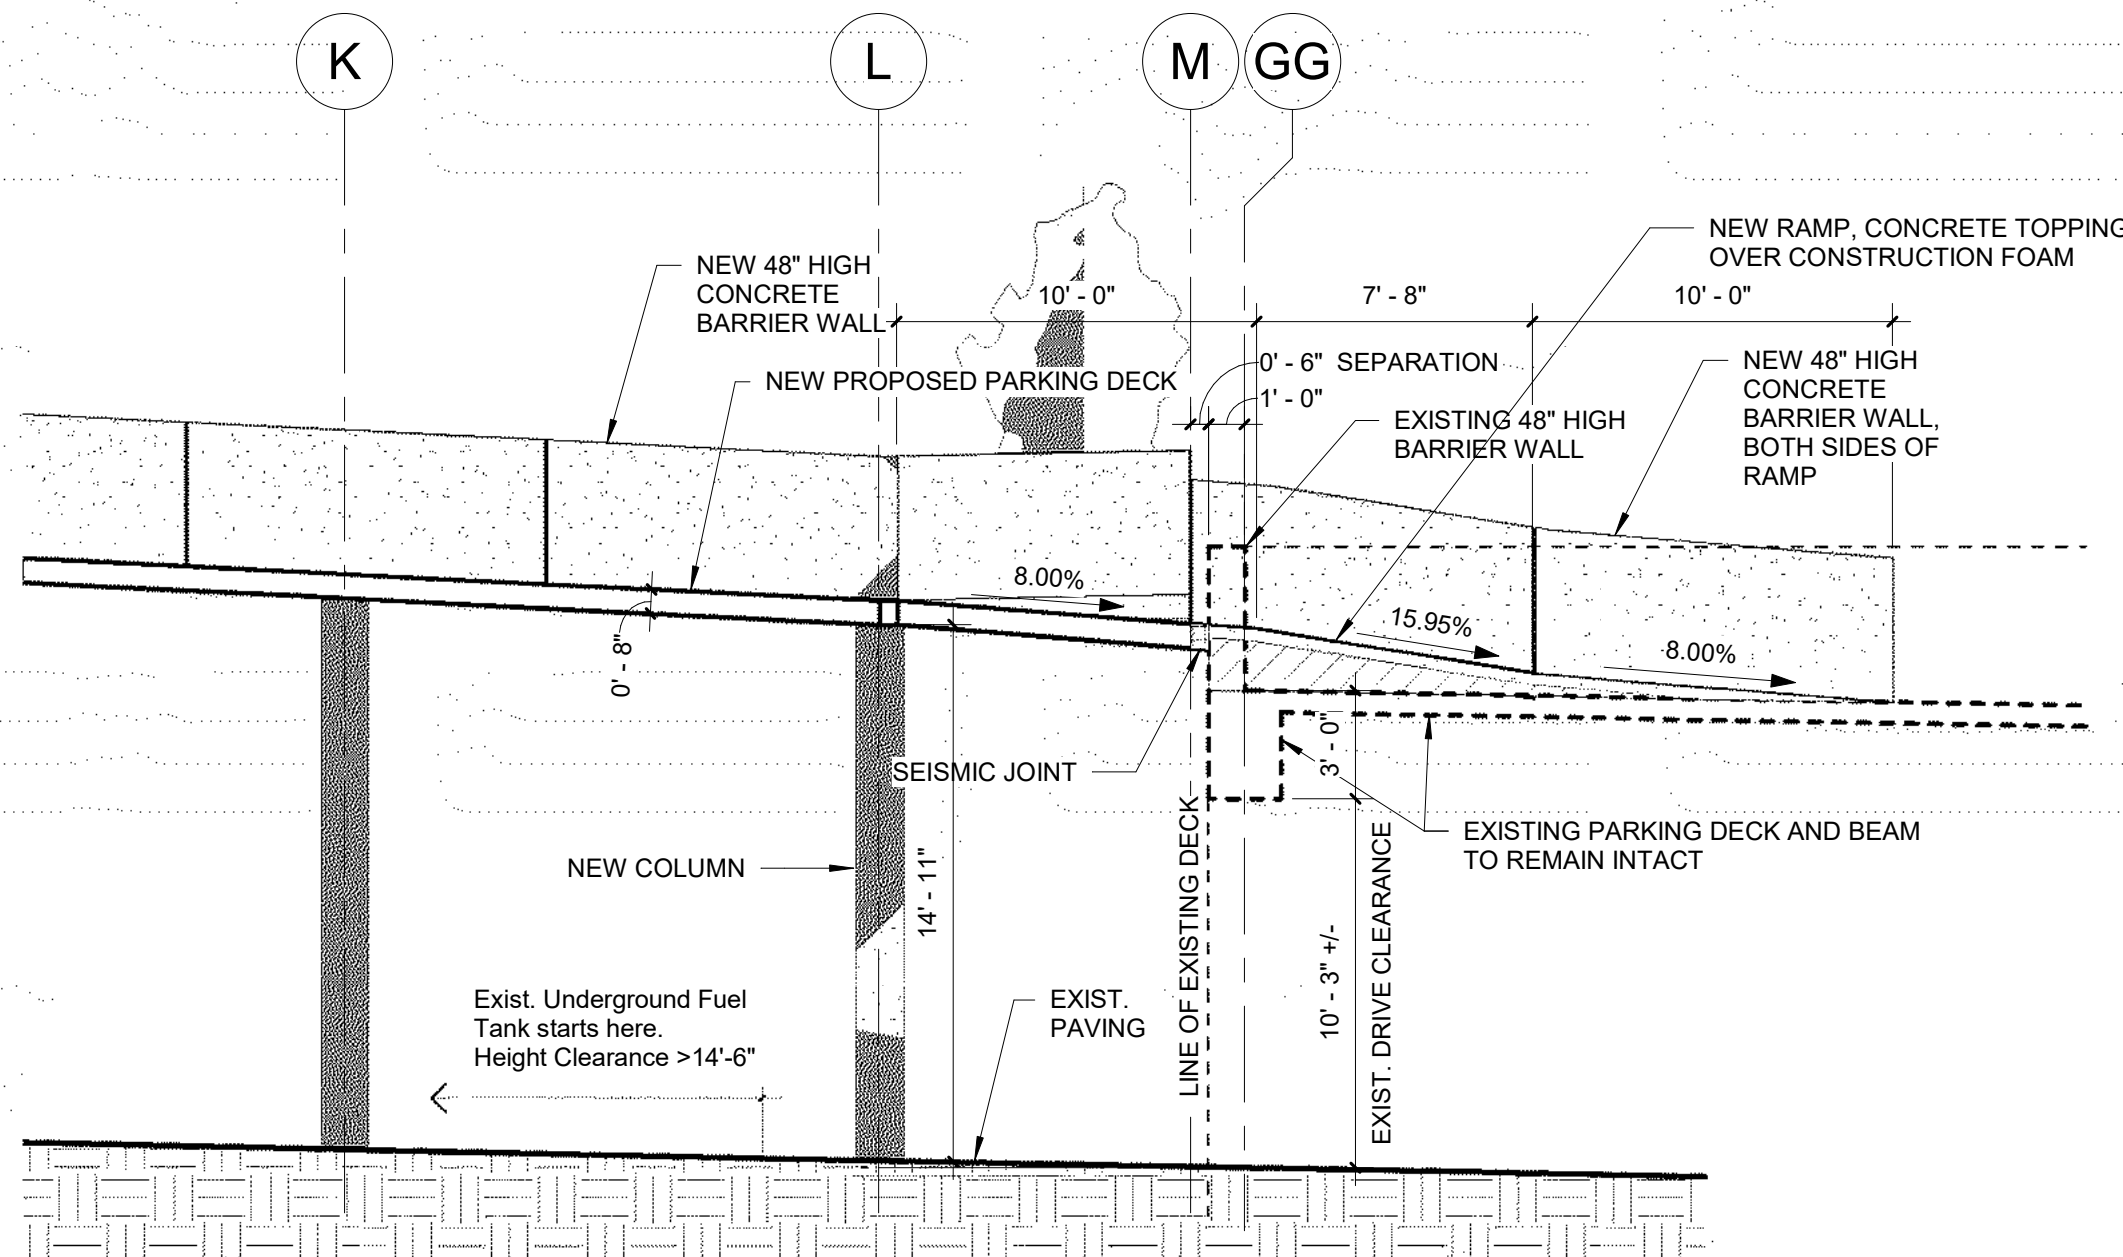 K
L
M
GG
NEW RAMP, CONCRETE TOPPING
OVER CONSTRUCTION FOAM
NEW 48" HIGH
CONCRETE
BARRIER WALL
10' - 0"
7' - 8"
10' - 0"
0' - 6" SEPARATION
1' - 0"
NEW 48" HIGH
CONCRETE
BARRIER WALL,
BOTH SIDES OF
RAMP
NEW PROPOSED PARKING DECK
EXISTING 48" HIGH
BARRIER WALL
8.00%
15.95%
8.00%
0' - 8"
3' - 0"
SEISMIC JOINT
EXISTING PARKING DECK AND BEAM
TO REMAIN INTACT
NEW COLUMN
14' - 11"
LINE OF EXISTING DECK
10' - 3" +/-
EXIST. DRIVE CLEARANCE
Exist. Underground Fuel
Tank starts here.
Height Clearance >14'-6"
EXIST.
PAVING